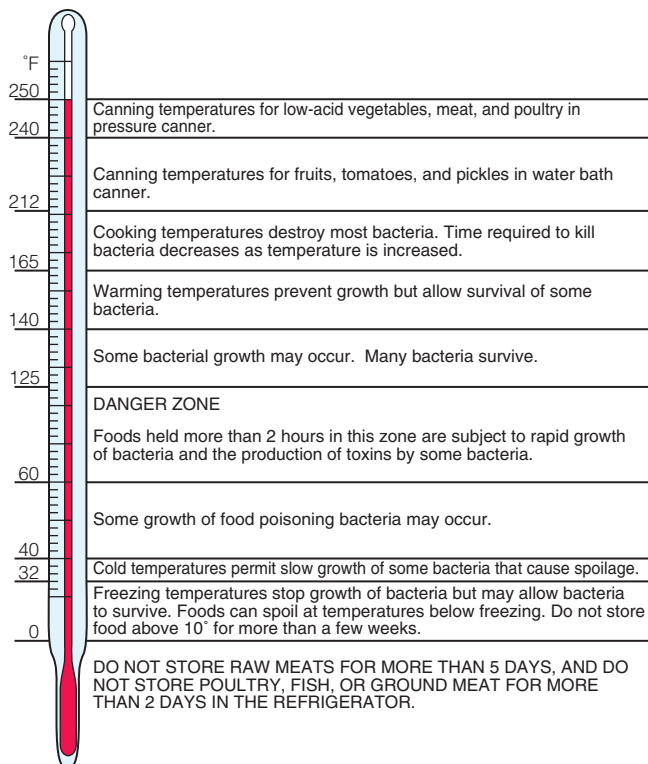 °F
250
Canning temperatures for low-acid vegetables, meat, and poultry in
pressure canner.
240
Canning temperatures for fruits, tomatoes, and pickles in water bath
canner.
212
Cooking temperatures destroy most bacteria. Time required to kill
bacteria decreases as temperature is increased.
165
Warming temperatures prevent growth but allow survival of some
bacteria.
140
Some bacterial growth may occur. Many bacteria survive.
125
DANGER ZONE
Foods held more than 2 hours in this zone are subject to rapid growth
of bacteria and the production of toxins by some bacteria.
60
Some growth of food poisoning bacteria may occur.
40
Cold temperatures permit slow growth of some bacteria that cause spoilage.
32
Freezing temperatures stop growth of bacteria but may allow bacteria
to survive. Foods can spoil at temperatures below freezing. Do not store
food above 10° for more than a few weeks.
0
DO NOT STORE RAW MEATS FOR MORE THAN 5 DAYS, AND DO
NOT STORE POULTRY, FISH, OR GROUND MEAT FOR MORE
THAN 2 DAYS IN THE REFRIGERATOR.